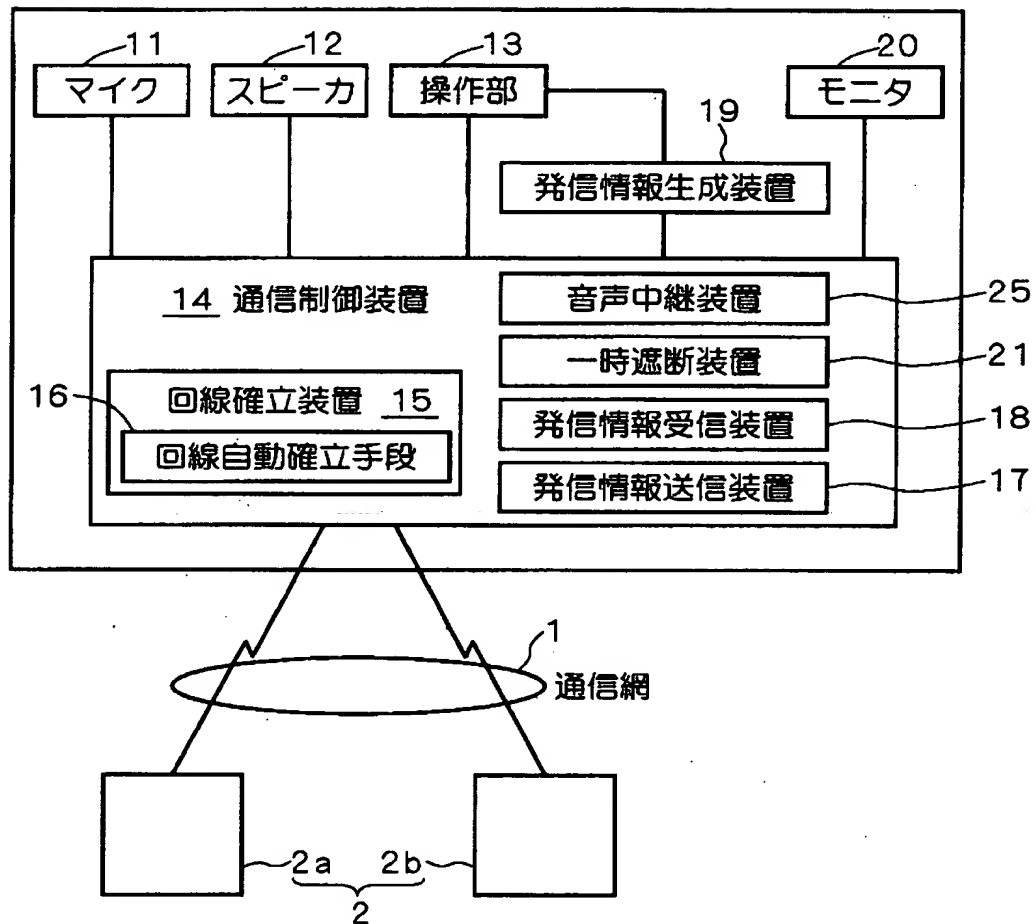 11 12 13 20
マイク スピーカ 操作部 モニタ
19
発信情報生成装置
14 通信制御装置 音声中継装置 25
一時遮断装置 21
16 回線確立装置 15 発信情報受信装置 18
回線自動確立手段 発信情報送信装置 17
1
通信網
2a 2b
2